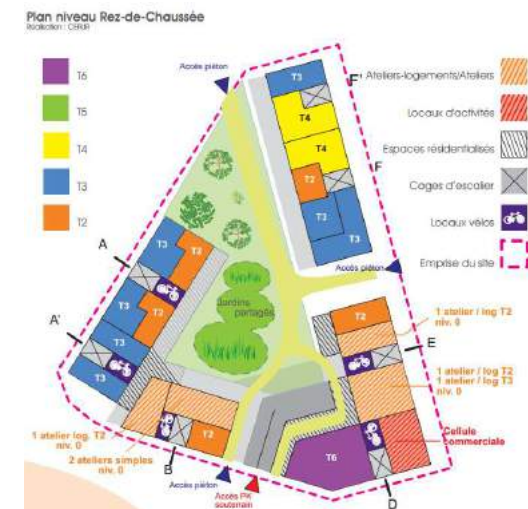 Plan niveau Rez-de-Chaussée
Réalisation : CERUR
T6
T5
T4
T3
T2
Ateliers-logements/Ateliers
Locaux d'activités
Espaces résidentialisés
Cages d'escalier
Locaux vélos
Emprise du site
Accès piéton
T3
F'
T4
T4
F
T2
T3
T3
Accès piéton
A
T3
T2
T3
T2
A'
T3
T3
Jardins
partagés
T2
1 atelier / log T2
niv. 0
E
1 atelier / log T2
1 atelier / log T3
niv. 0
Cellule
commerciale
T6
D
1 atelier log. T2
niv. 0
2 ateliers simples
niv. 0
B
T2
Accès piéton
Accès PK
souterrain